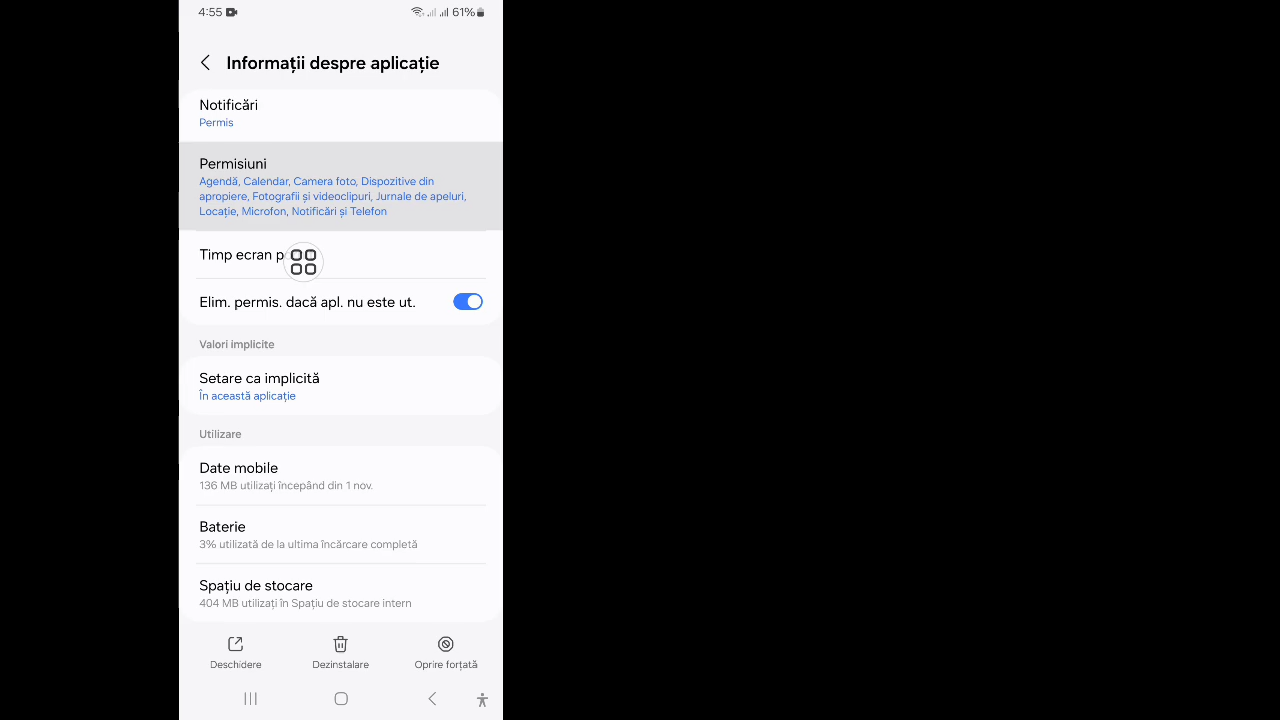 4:55 61%
Informații despre aplicație
Notificări
Permis
Permisiuni
Agendă, Calendar, Camera foto, Dispozitive din
apropiere, Fotografii și videoclipuri, Jurnale de apeluri,
Locație, Microfon, Notificări și Telefon
Timp ecran p
Elim. permis. dacă apl. nu este ut.
Valori implicite
Setare ca implicită
În această aplicație
Utilizare
Date mobile
136 MB utilizați începând din 1 nov.
Baterie
3% utilizată de la ultima încărcare completă
Spațiu de stocare
404 MB utilizați în Spațiu de stocare intern
Deschidere Dezinstalare Oprire forțată